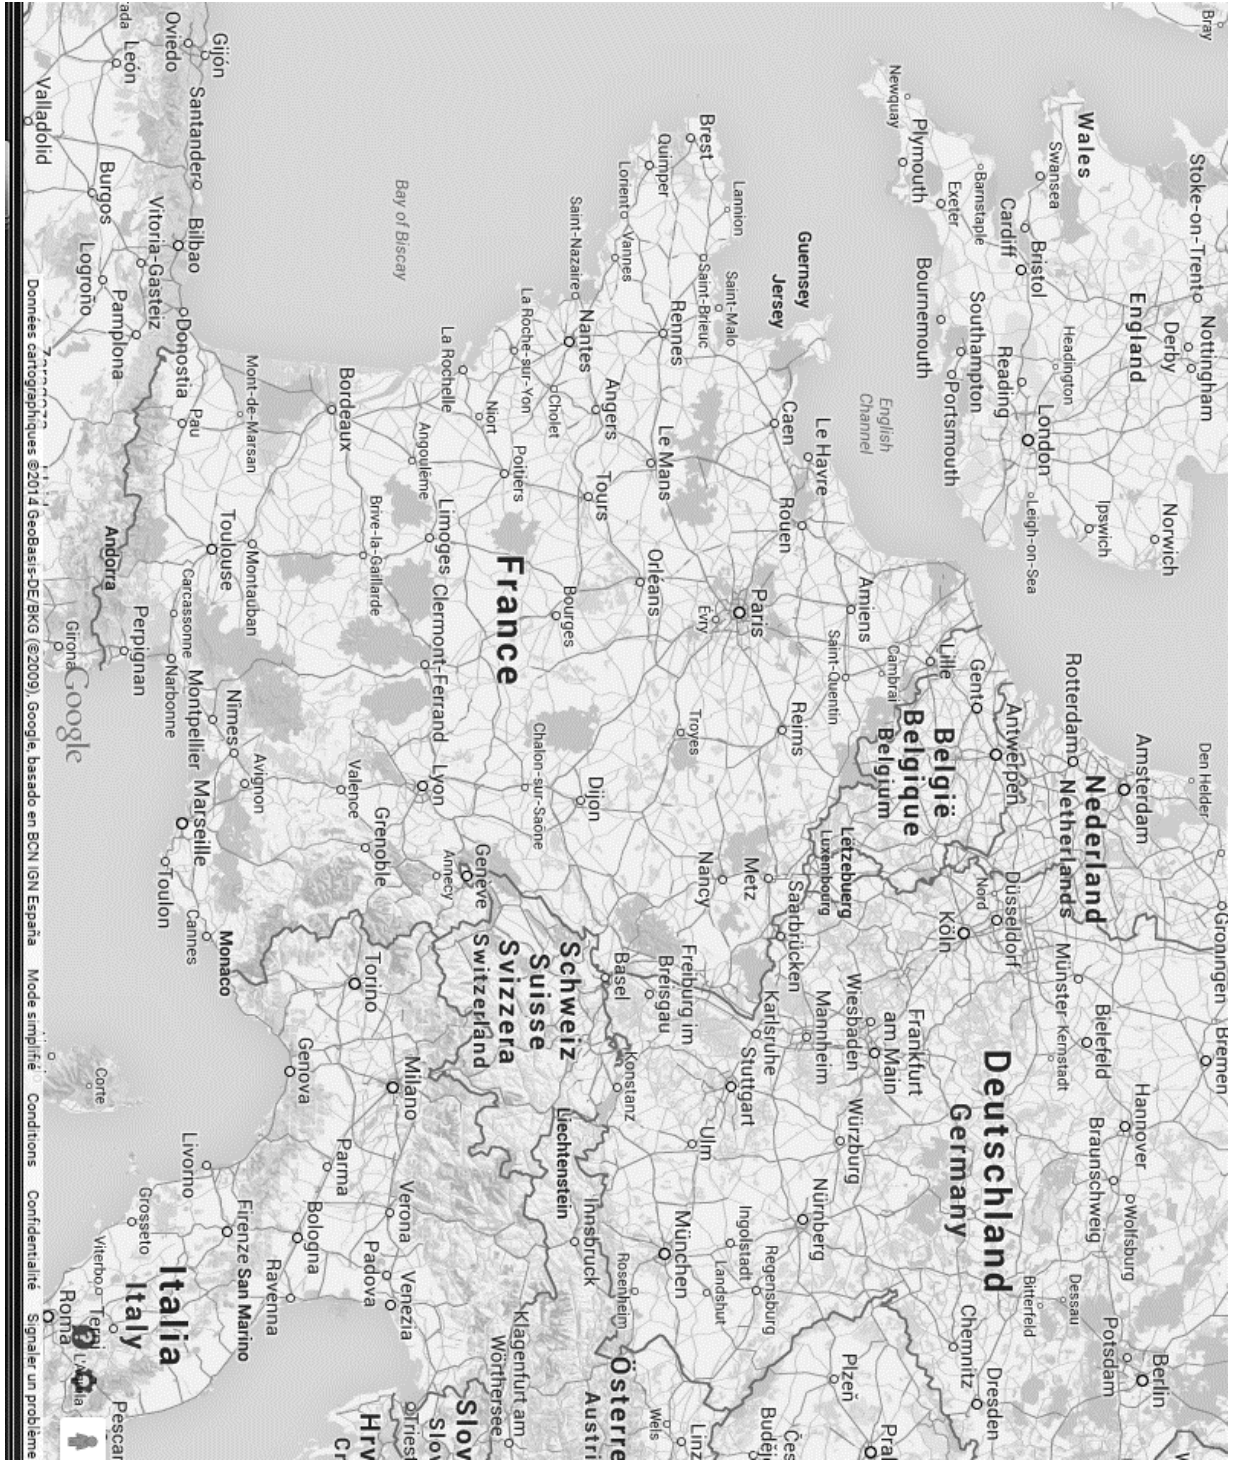 Bray
Stoke-on-Trent
Nottingham
Derby
Norwich
Den Helder
Groningen
Bremen
Wales
England
Swansea
Cardiff
Bristol
Headington
Reading
London
Ipswich
Leigh-on-Sea
Rotterdam
Amsterdam
Nederland
Netherlands
Münster
Bielefeld
Kernstadt
Hannover
Braunschweig
Wolfsburg
Dessau
Bitterfeld
Potsdam
Berlin
Newquay
Plymouth
Barnstaple
Exeter
Bournemouth
Southampton
Portsmouth
English
Channel
Lille
Gent
Antwerpen
België
Belgique
Belgium
Nord
Düsseldorf
Köln
Deutschland
Germany
Chemnitz
Dresden
Guernsey
Jersey
Caen
Le Havre
Rouen
Amiens
Cambrai
Saint-Quentin
Reims
Lëtzebuerg
Luxembourg
Saarbrücken
Wiesbaden
Mannheim
Frankfurt
am Main
Würzburg
Nürnberg
Plzeň
Brest
Quimper
Lorient
Lannion
Vannes
Saint-Brieuc
Saint-Malo
Rennes
Le Mans
Paris
Évry
Orléans
Troyes
Metz
Nancy
Karlsruhe
Stuttgart
Freiburg im
Breisgau
Ulm
Ingolstadt
Regensburg
Landshut
München
Rosenheim
Wels
Linz
Saint-Nazaire
Nantes
La Roche-sur-Yon
Cholet
Angers
Tours
Bourges
France
Dijon
Chalon-sur-Saône
Basel
Konstanz
Schweiz
Suisse
Svizzera
Switzerland
Liechtenstein
Innsbruck
Österre
Austri
Klagenfurt am
Wörthersee
Bay of Biscay
La Rochelle
Niort
Poitiers
Angoulême
Limoges
Brive-la-Gaillarde
Clermont-Ferrand
Lyon
Genève
Annecy
Valence
Grenoble
Torino
Milano
Genova
Parma
Verona
Padova
Venezia
Bologna
Ravenna
Triest
Slov
Slov
Hrv
Cr
Bordeaux
Mont-de-Marsan
Pau
Toulouse
Montauban
Carcassonne
Narbonne
Perpignan
Montpellier
Nîmes
Avignon
Marseille
Toulon
Cannes
Monaco
Corte
Livorno
Firenze
San Marino
Grosseto
Viterbo
Terni
Italia
Italy
Roma
L'Aquila
Pescar
Oviedo
Gijón
León
Santander
Valladolid
Burgos
Bilbao
Vitoria-Gasteiz
Logroño
Pamplona
Donostia
Andorra
Girona
Google
Données cartographiques ©2014 GeoBasis-DE/BKG (©2009), Google, basado en BCN IGN España Mode simplifié Conditions Confidentialité Signaler un problème